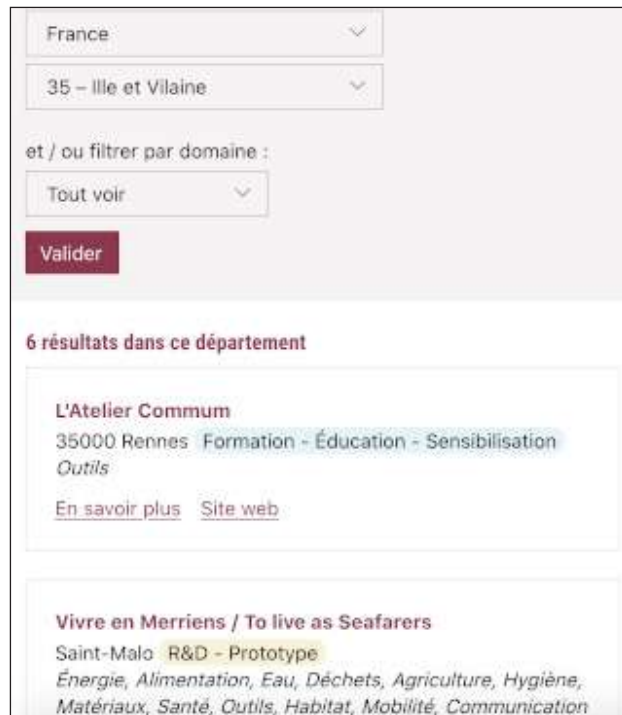 France
35 – Ille et Vilaine
et / ou filtrer par domaine :
Tout voir
Valider
6 résultats dans ce département
L'Atelier Commum
35000 Rennes Formation - Éducation - Sensibilisation
Outils
En savoir plus Site web
Vivre en Merriens / To live as Seafarers
Saint-Malo R&D - Prototype
Énergie, Alimentation, Eau, Déchets, Agriculture, Hygiène,
Matériaux, Santé, Outils, Habitat, Mobilité, Communication